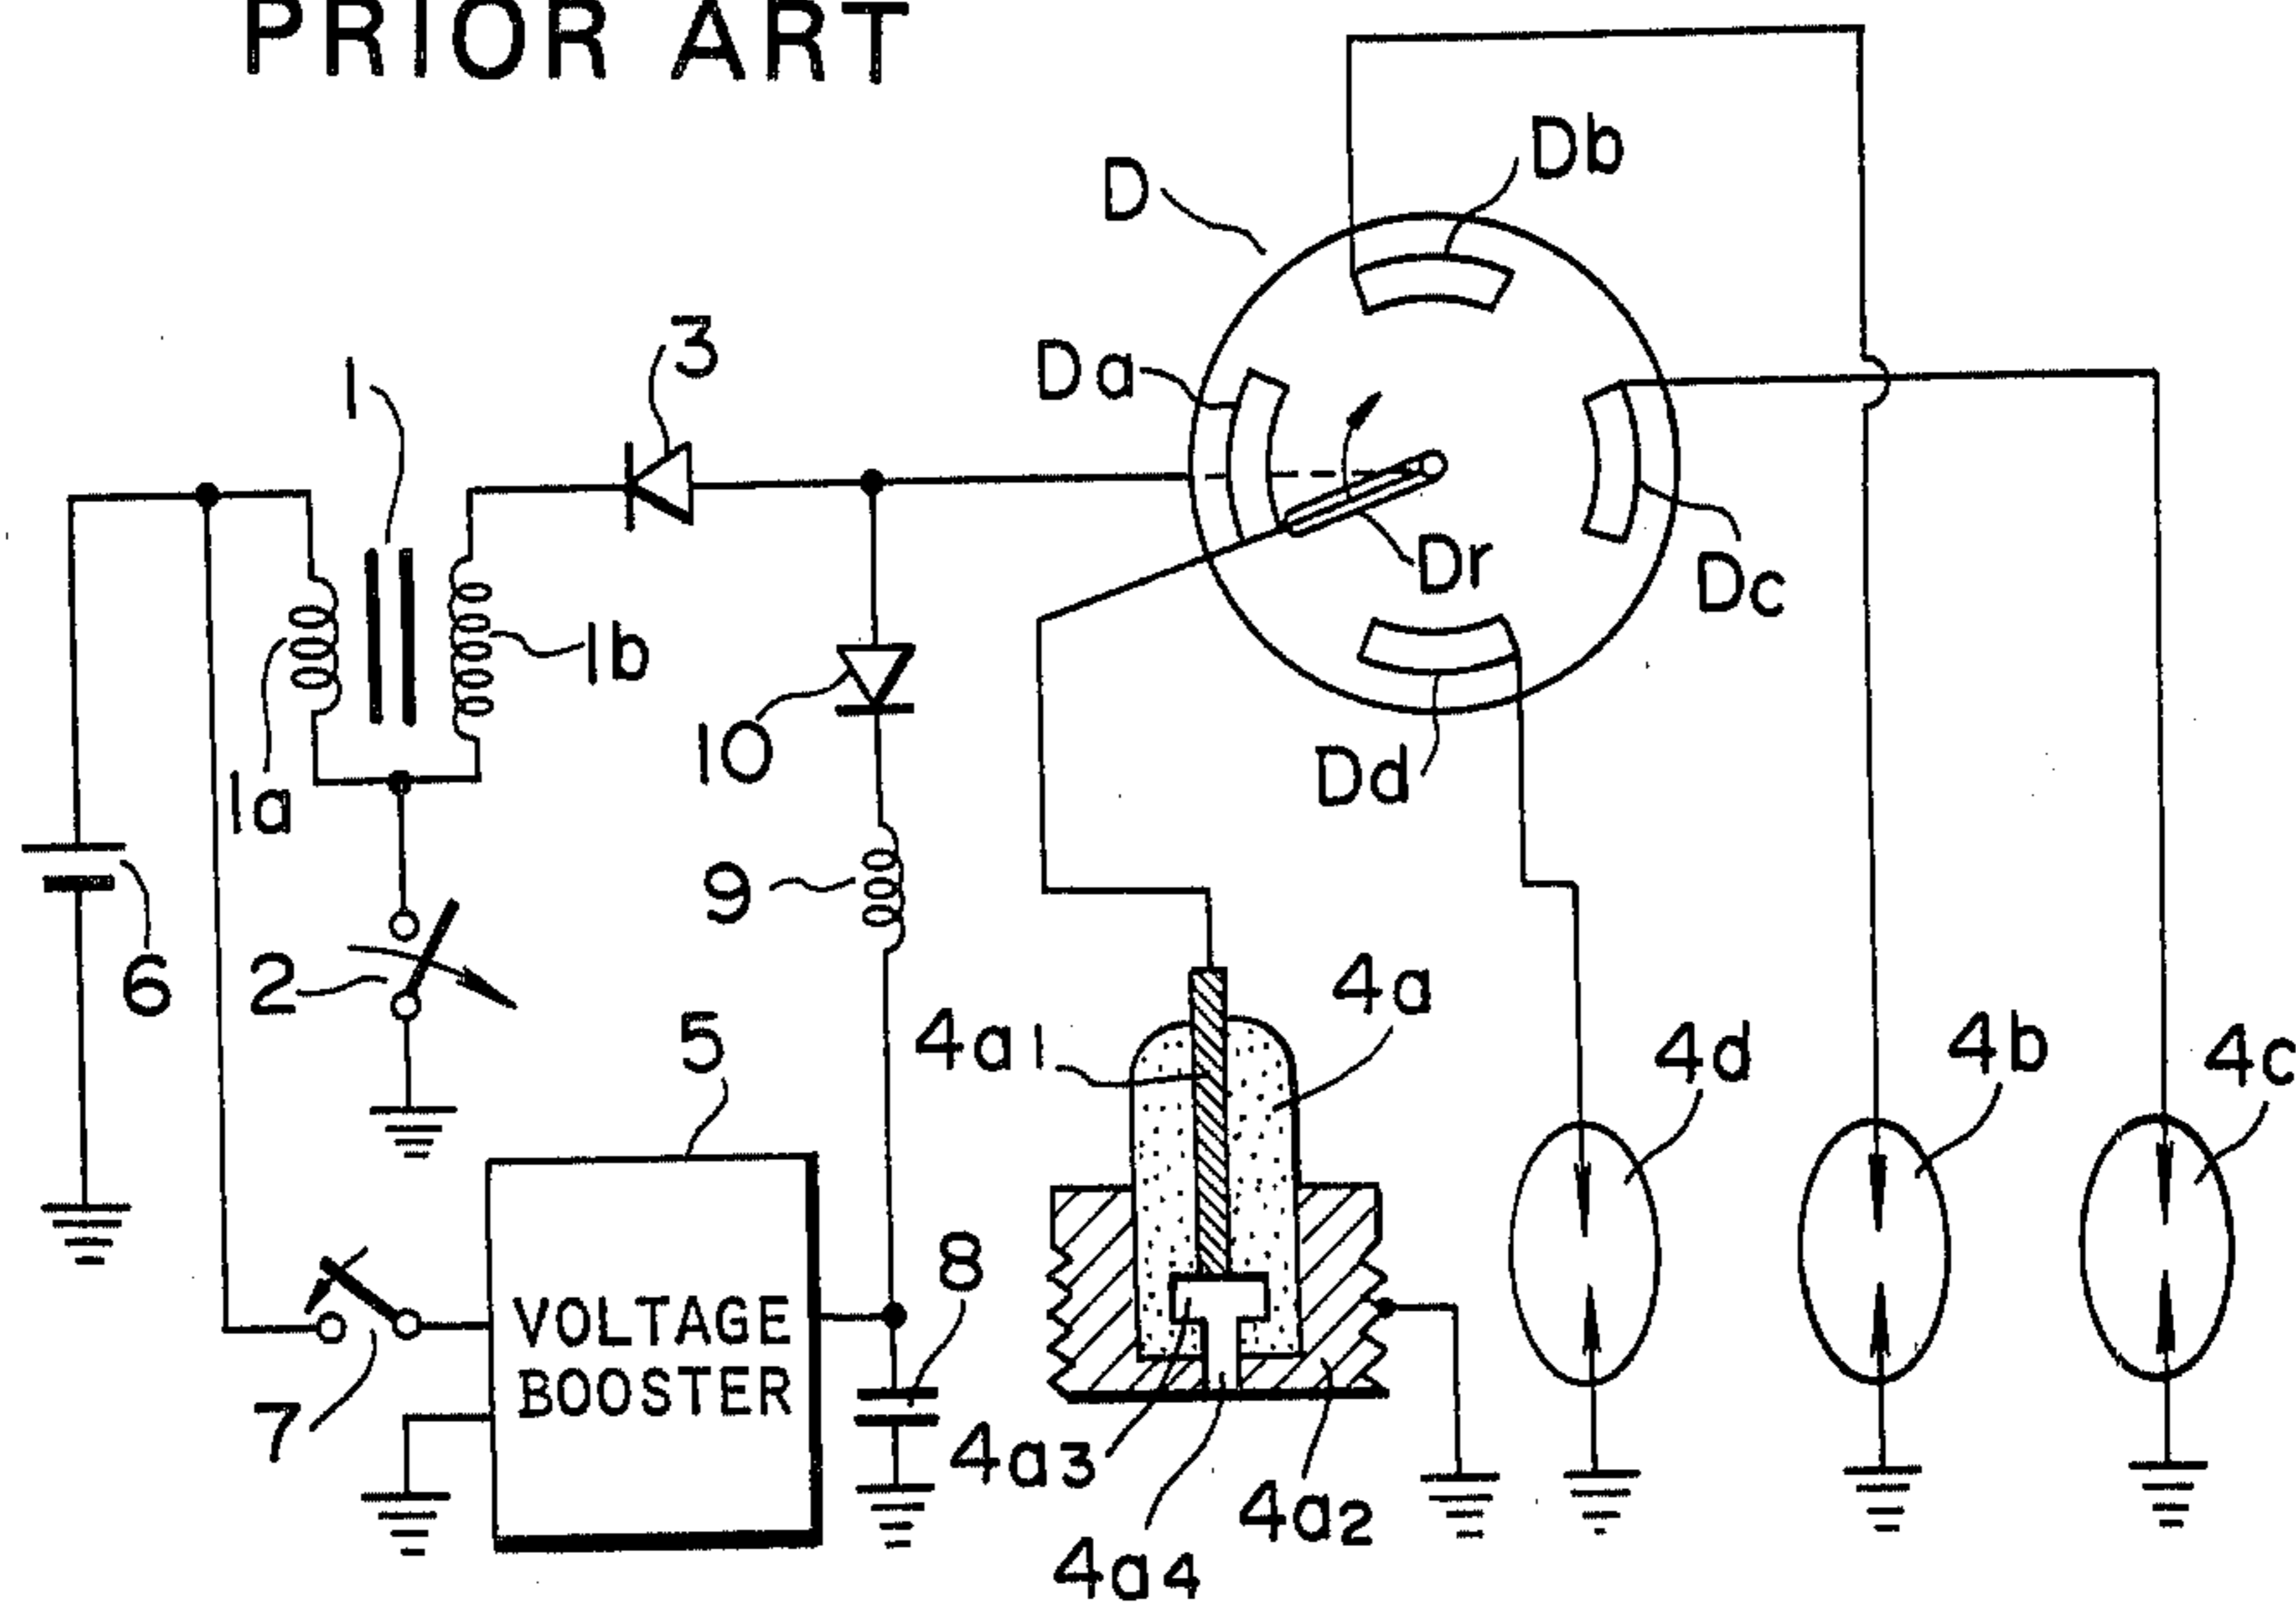 PRIOR ART
D
Db
Da
3
1
Dr
Dc
1b
10
Dd
1a
9
6
2
4a
4a1
5
4d
4b
4c
8
VOLTAGE
BOOSTER
7
4a3
4a2
4a4